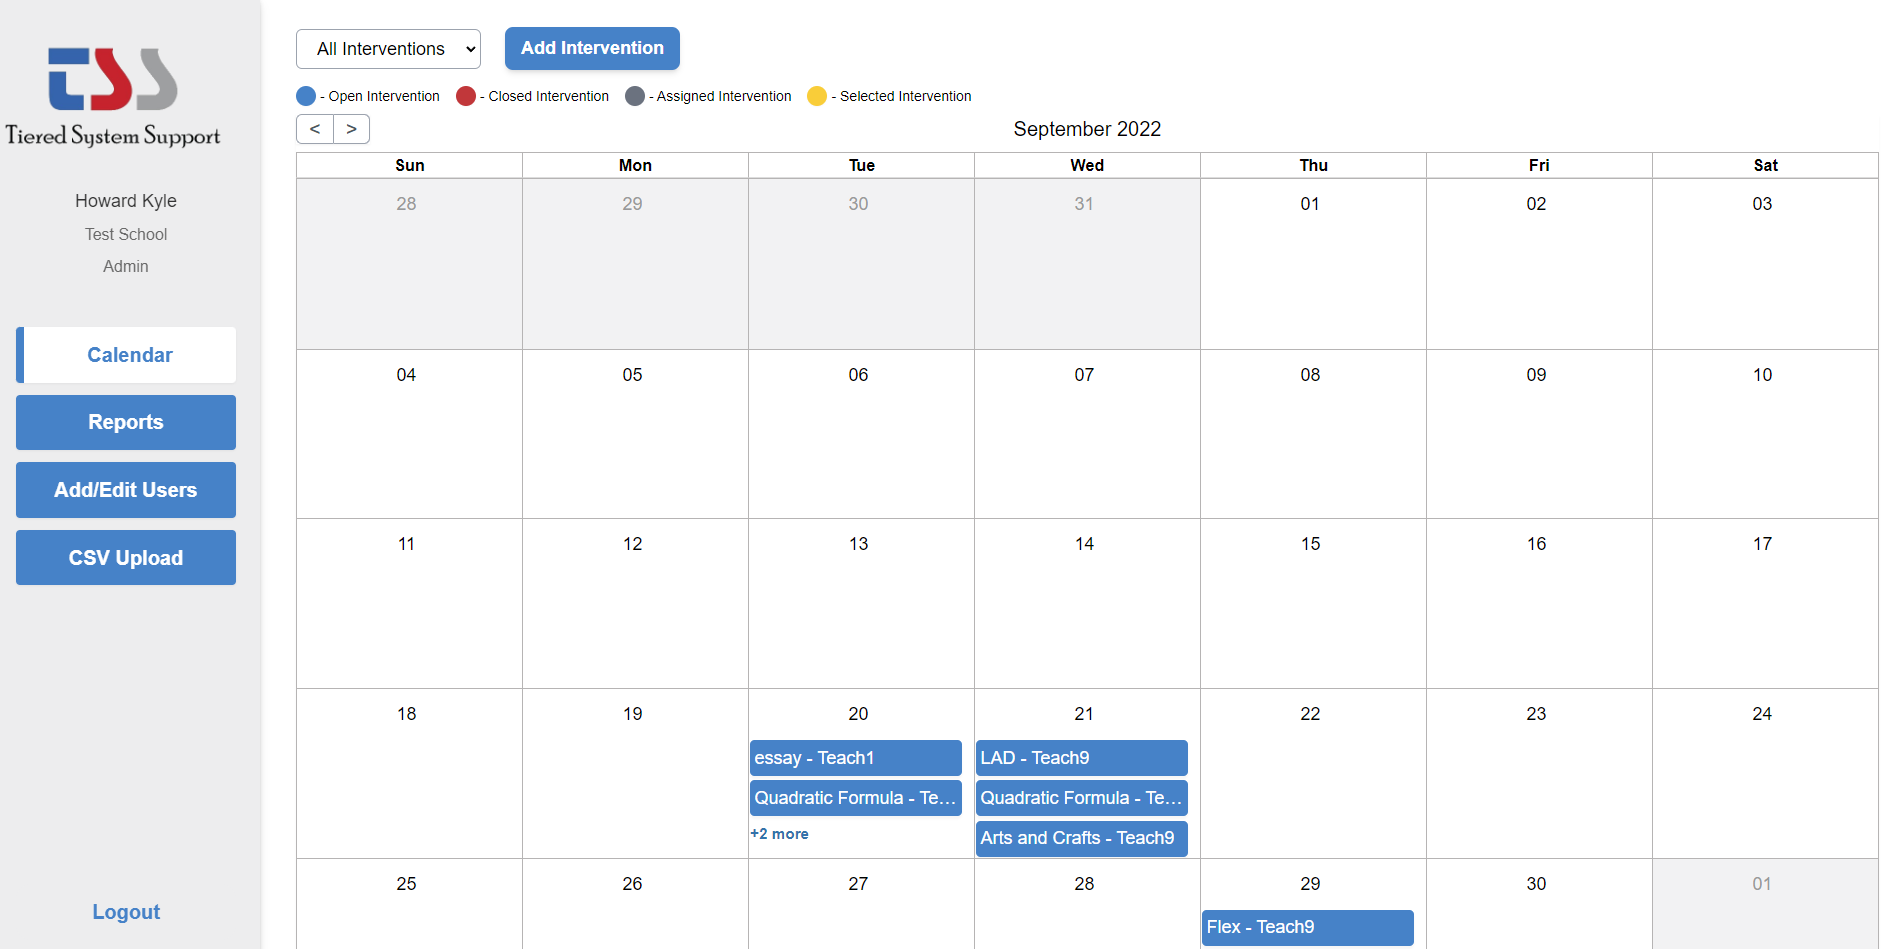 TSS
Tiered System Support
Howard Kyle
Test School
Admin
Calendar
Reports
Add/Edit Users
CSV Upload
Logout
All Interventions
Add Intervention
- Open Intervention - Closed Intervention - Assigned Intervention - Selected Intervention
< > September 2022
Sun Mon Tue Wed Thu Fri Sat
28 29 30 31 01 02 03
04 05 06 07 08 09 10
11 12 13 14 15 16 17
18 19 20 21 22 23 24
essay - Teach1 LAD - Teach9
Quadratic Formula - Te... Quadratic Formula - Te...
+2 more Arts and Crafts - Teach9
25 26 27 28 29 30 01
Flex - Teach9